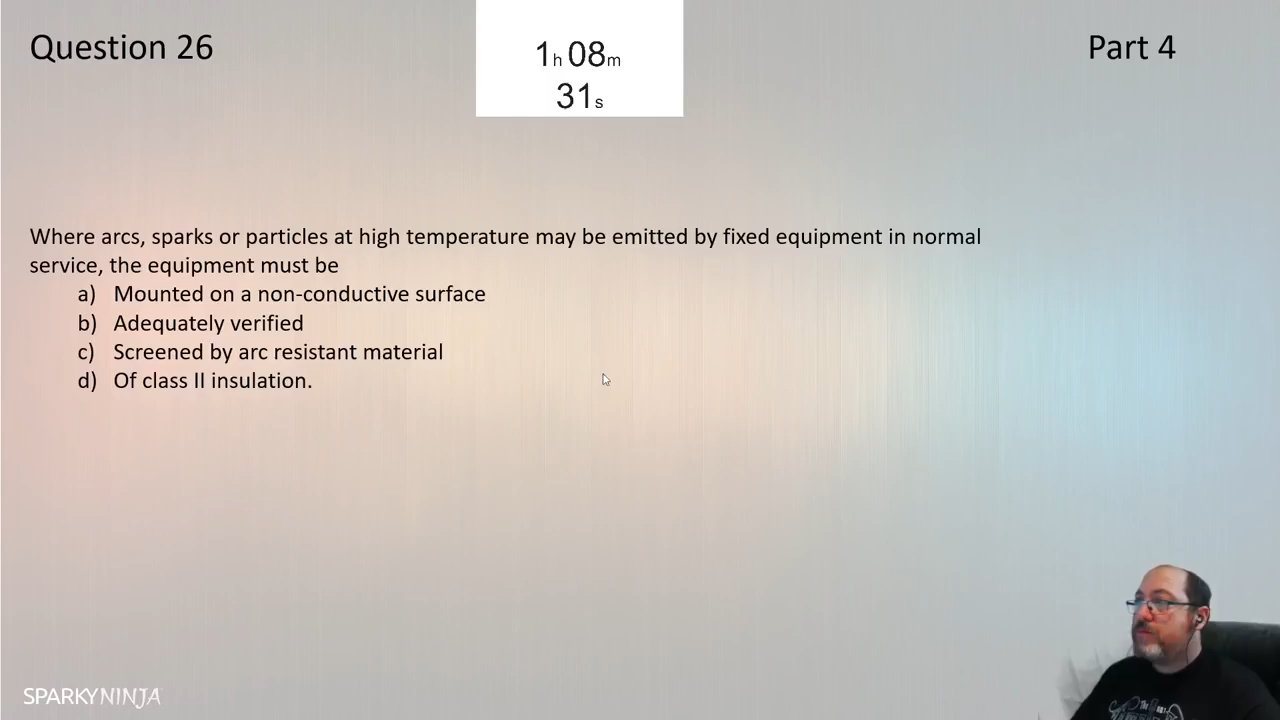 Question 26
1h 08m
31s
Part 4
Where arcs, sparks or particles at high temperature may be emitted by fixed equipment in normal
service, the equipment must be
a) Mounted on a non-conductive surface
b) Adequately verified
c) Screened by arc resistant material
d) Of class II insulation.
SPARKYNINJA
The